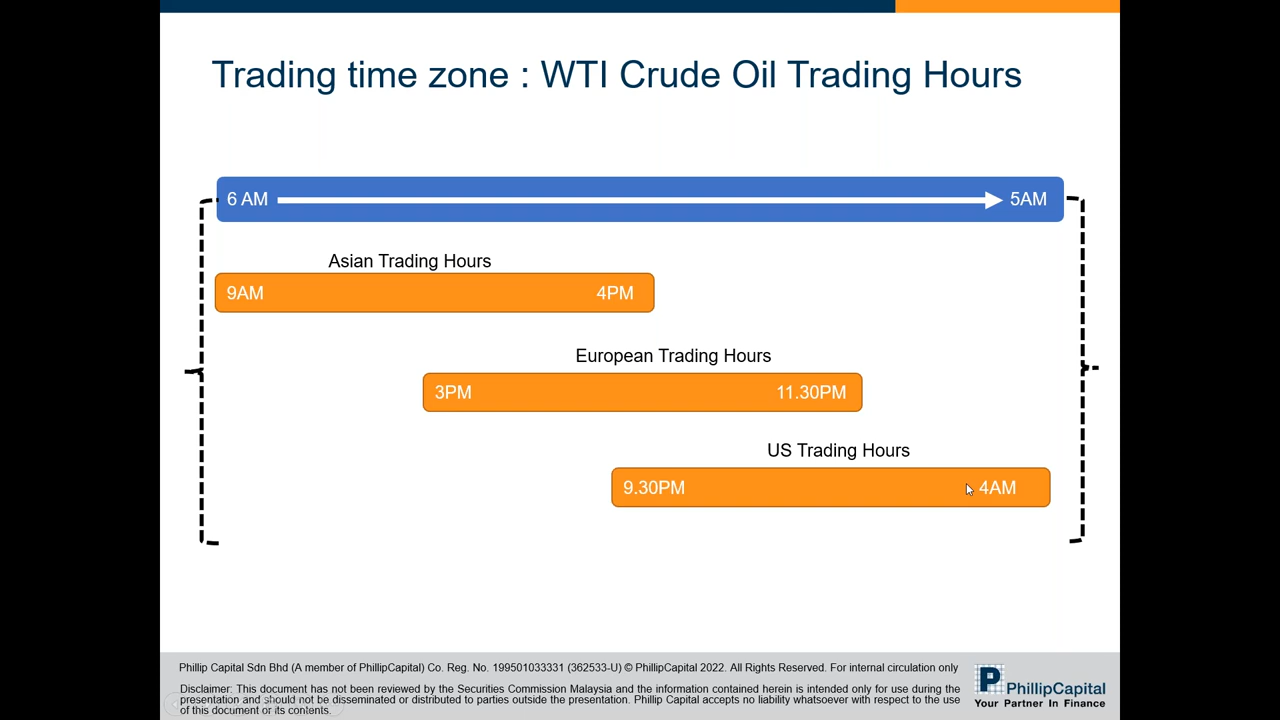 Trading time zone : WTI Crude Oil Trading Hours
6 AM 5AM
Asian Trading Hours
9AM 4PM
European Trading Hours
3PM 11.30PM
US Trading Hours
9.30PM 4AM
Phillip Capital Sdn Bhd (A member of PhillipCapital) Co. Reg. No. 199501033331 (362533-U) © PhillipCapital 2022. All Rights Reserved. For internal circulation only
Disclaimer: This document has not been reviewed by the Securities Commission Malaysia and the information contained herein is intended only for use during the
presentation and should not be disseminated or distributed to parties outside the presentation. Phillip Capital accepts no liability whatsoever with respect to the use
of this document or its contents.
P
PhillipCapital
Your Partner In Finance